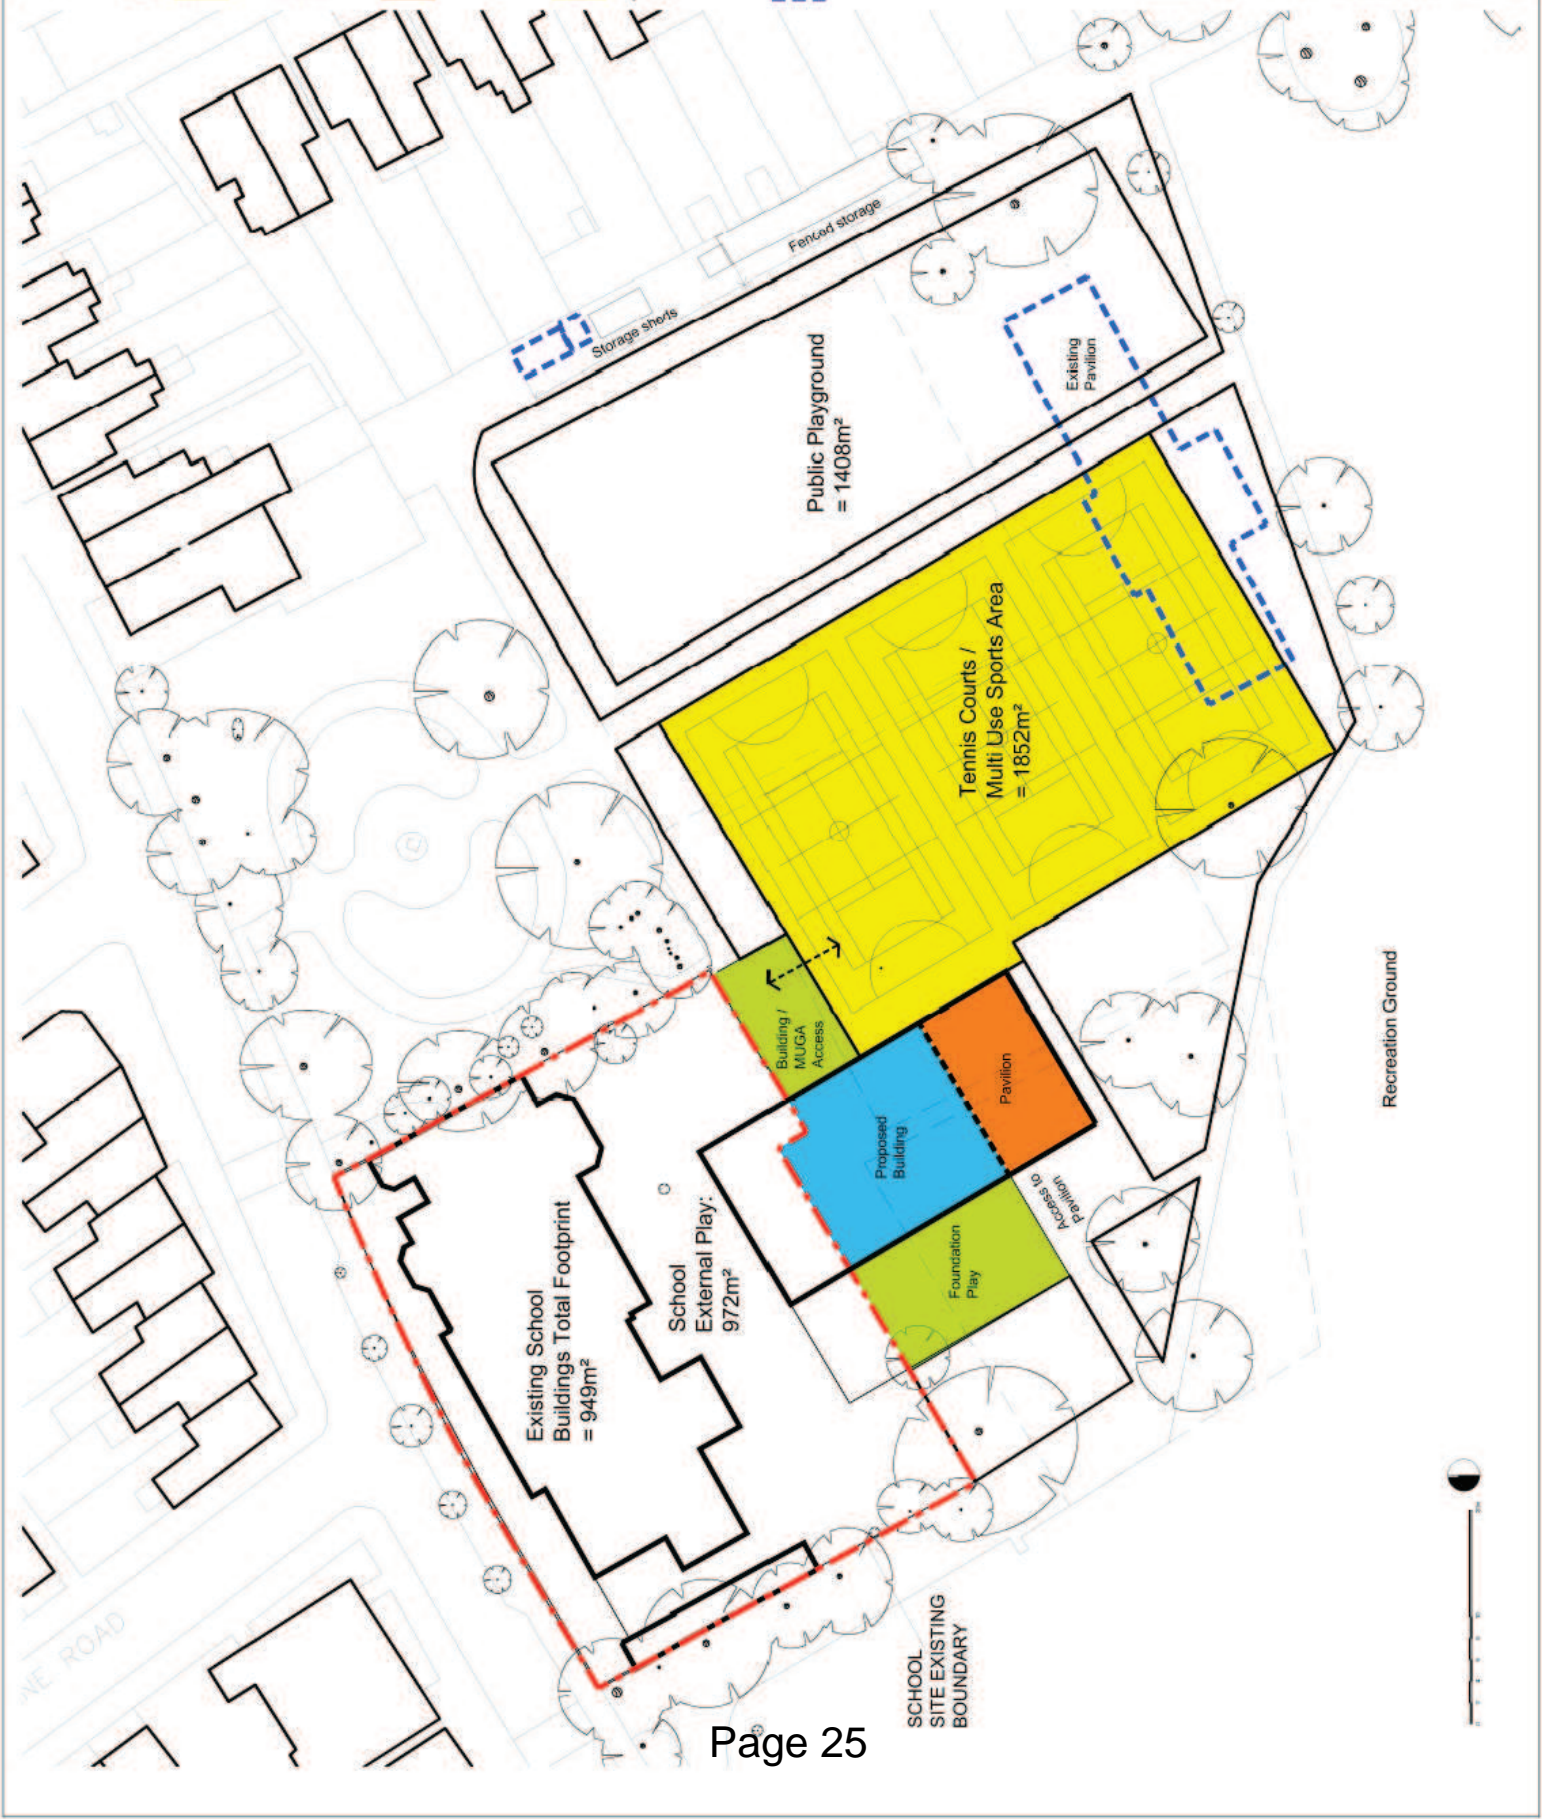 Fenced storage
Storage sheds
Public Playground
= 1408m²
Existing
Pavilion
Tennis Courts /
Multi Use Sports Area
= 1852m²
Building /
MUGA
Access
Pavilion
Proposed
Building
Access to
Pavilion
Foundation
Play
Recreation Ground
Existing School
Buildings Total Footprint
= 949m²
School
External Play:
972m²
SCHOOL
SITE EXISTING
BOUNDARY
ROAD
Page 25